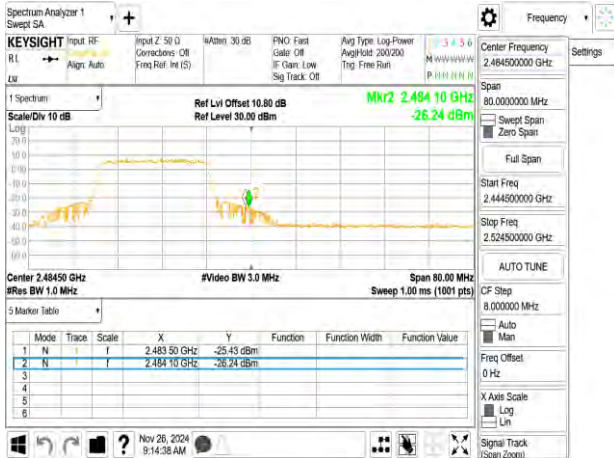 Spectrum Analyzer 1
Swept SA
+
Frequency
KEYSIGHT
Input: RF
Input Z: 50 Ω
#Atten: 30 dB
PNO: Fast
Avg Type: Log-Power
Corrections: Off
Gate: Off
Avg|Hold: 200/200
Align: Auto
Freq Ref: Int (S)
IF Gain: Low
Trig: Free Run
Sig Track: Off
1 Spectrum
Ref Lvl Offset 10.80 dB
Mkr2 2.484 10 GHz
Scale/Div 10 dB
Ref Level 30.00 dBm
-26.24 dBm
Log
Center 2.48450 GHz
#Video BW 3.0 MHz
Span 80.00 MHz
#Res BW 1.0 MHz
Sweep 1.00 ms (1001 pts)
5 Marker Table
Mode Trace Scale X Y Function Function Width Function Value
1 N 1 f 2.483 50 GHz -25.43 dBm
2 N 1 f 2.484 10 GHz -26.24 dBm
3
4
5
6
Nov 26, 2024
9:14:38 AM
Center Frequency
2.484500000 GHz
Settings
Span
80.0000000 MHz
Swept Span
Zero Span
Full Span
Start Freq
2.444500000 GHz
Stop Freq
2.524500000 GHz
AUTO TUNE
CF Step
8.000000 MHz
Auto
Man
Freq Offset
0 Hz
X Axis Scale
Log
Lin
Signal Track
(Span Zoom)